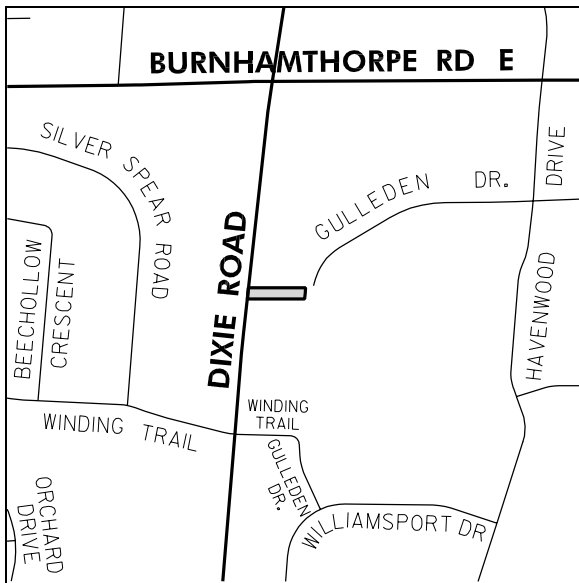 BURNHAMTHORPE RD E
SILVER SPEAR ROAD
GULLEDEN DR.
DRIVE
HAVENWOOD
DIXIE ROAD
BEECHOLLOW
CRESCENT
WINDING TRAIL
WINDING
TRAIL
GULLEDEN
DR.
WILLIAMSPORT DR
ORCHARD
DRIVE